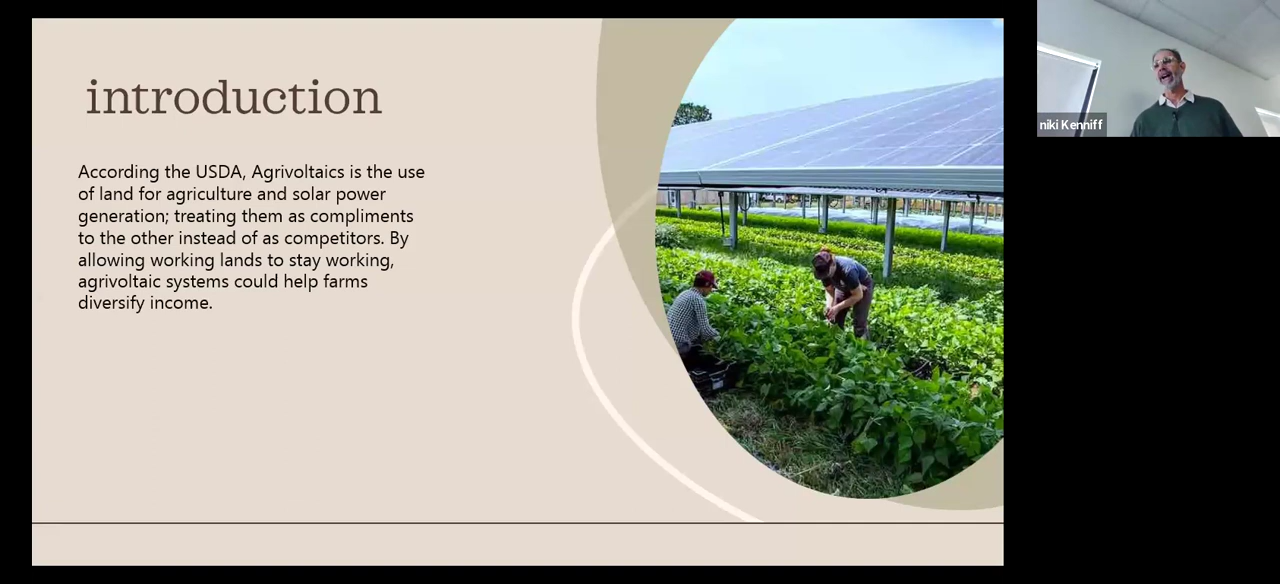 introduction
According the USDA, Agrivoltaics is the use
of land for agriculture and solar power
generation; treating them as compliments
to the other instead of as competitors. By
allowing working lands to stay working,
agrivoltaic systems could help farms
diversify income.
niki Kenniff